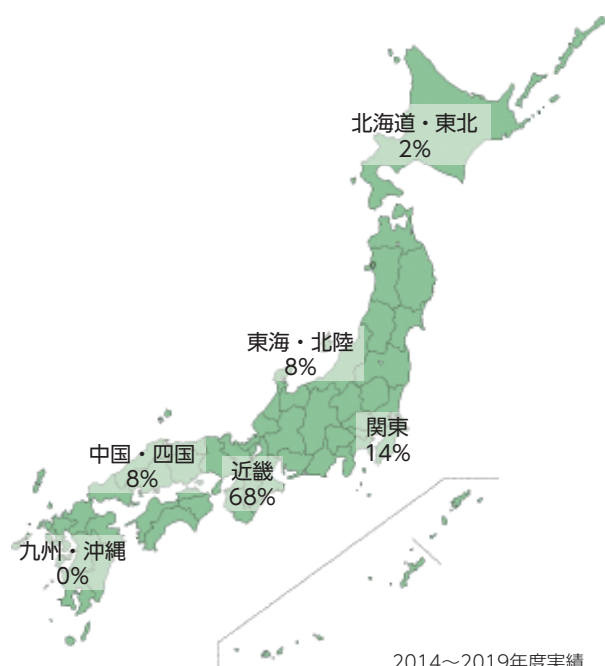 北海道・東北
2%
東海・北陸
8%
関東
14%
中国・四国
8%
近畿
68%
九州・沖縄
0%
2014〜2019年度実績